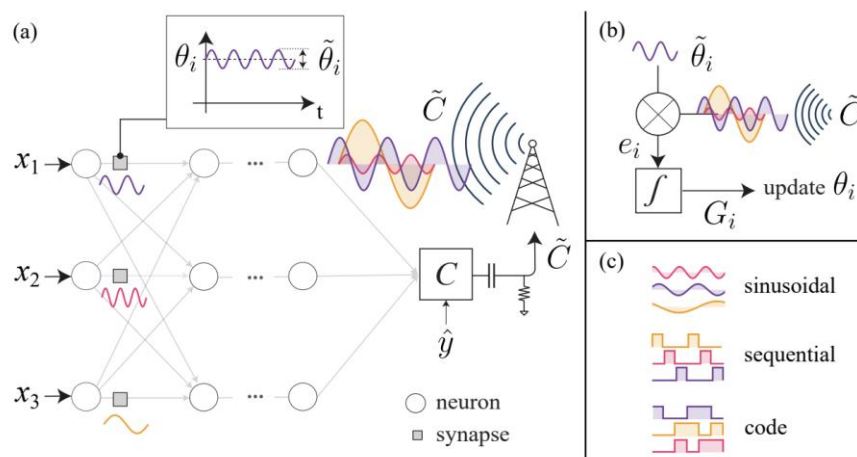 (a)
θ_i
θ̃_i
t
C̃
x_1
x_2
x_3
C
C̃
ŷ
neuron
synapse
(b)
θ̃_i
C̃
e_i
∫
G_i
update θ_i
(c)
sinusoidal
sequential
code